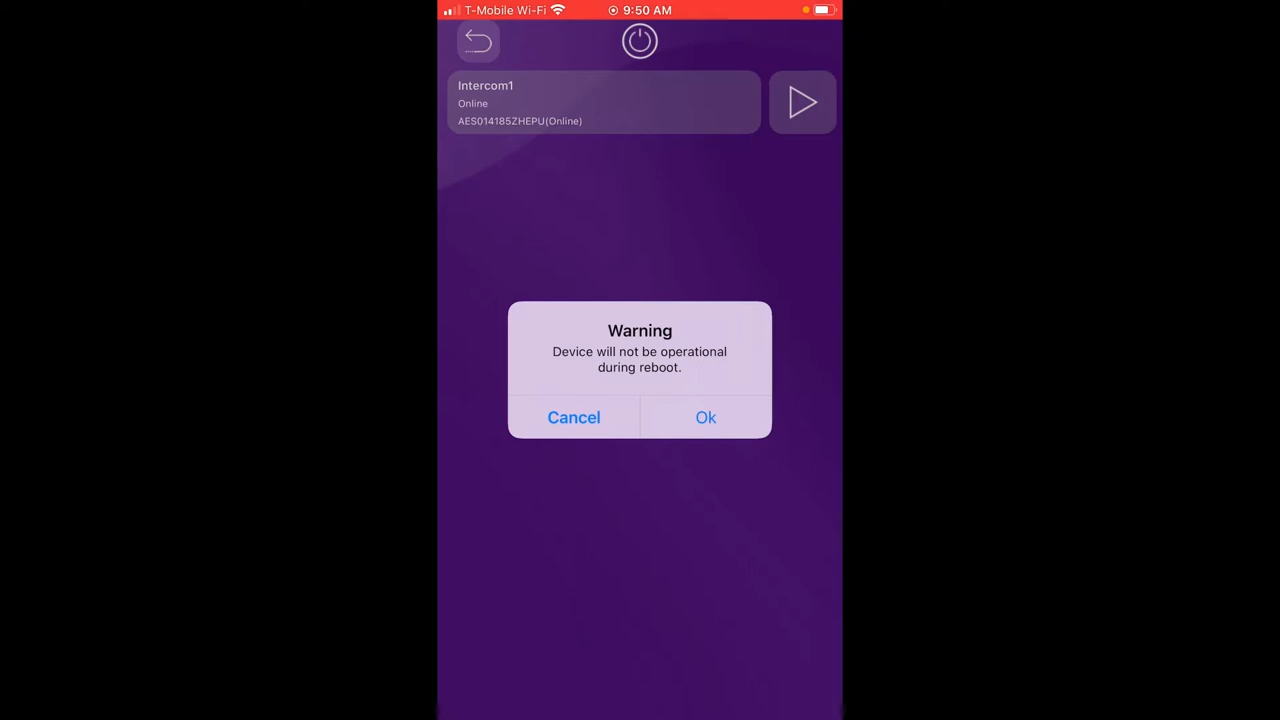 T-Mobile Wi-Fi 9:50 AM
Intercom1
Online
AES014185ZHEPU(Online)
Warning
Device will not be operational
during reboot.
Cancel Ok